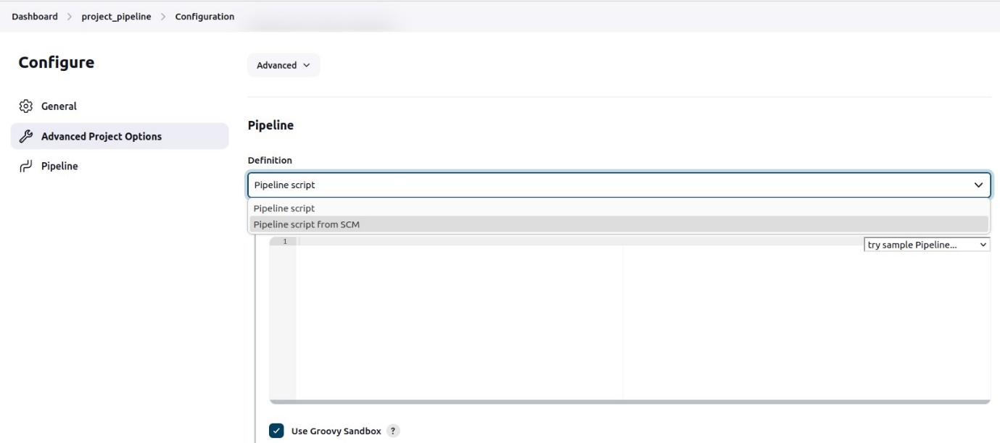 Dashboard > project_pipeline > Configuration
Configure
Advanced
General
Advanced Project Options
Pipeline
Pipeline
Definition
Pipeline script
Pipeline script
Pipeline script from SCM
1
try sample Pipeline...
Use Groovy Sandbox ?